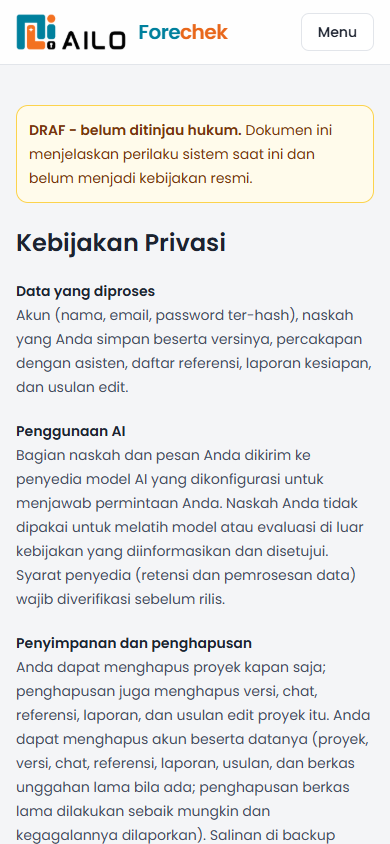 AILO Forechek Menu
DRAF - belum ditinjau hukum. Dokumen ini
menjelaskan perilaku sistem saat ini dan
belum menjadi kebijakan resmi.
Kebijakan Privasi
Data yang diproses
Akun (nama, email, password ter-hash), naskah
yang Anda simpan beserta versinya, percakapan
dengan asisten, daftar referensi, laporan kesiapan,
dan usulan edit.
Penggunaan AI
Bagian naskah dan pesan Anda dikirim ke
penyedia model AI yang dikonfigurasi untuk
menjawab permintaan Anda. Naskah Anda tidak
dipakai untuk melatih model atau evaluasi di luar
kebijakan yang diinformasikan dan disetujui.
Syarat penyedia (retensi dan pemrosesan data)
wajib diverifikasi sebelum rilis.
Penyimpanan dan penghapusan
Anda dapat menghapus proyek kapan saja;
penghapusan juga menghapus versi, chat,
referensi, laporan, dan usulan edit proyek itu. Anda
dapat menghapus akun beserta datanya (proyek,
versi, chat, referensi, laporan, usulan, dan berkas
unggahan lama bila ada; penghapusan berkas
lama dilakukan sebaik mungkin dan
kegagalannya dilaporkan). Salinan di backup